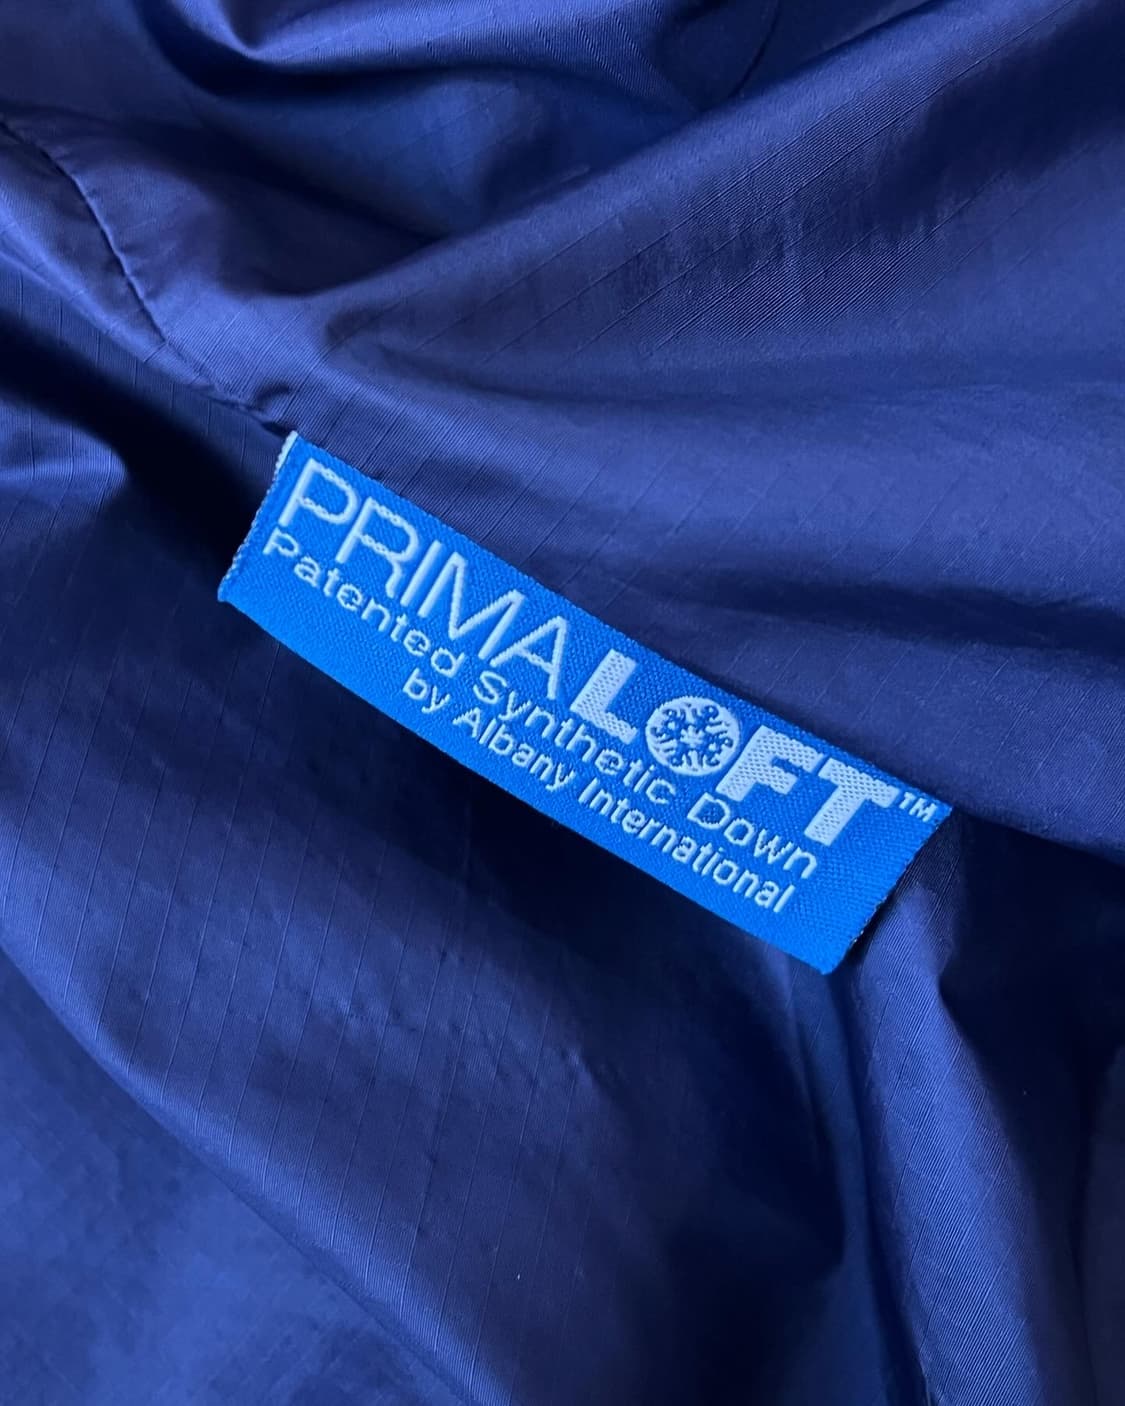 PRIMALOFT™
Patented Synthetic Down
by Albany International